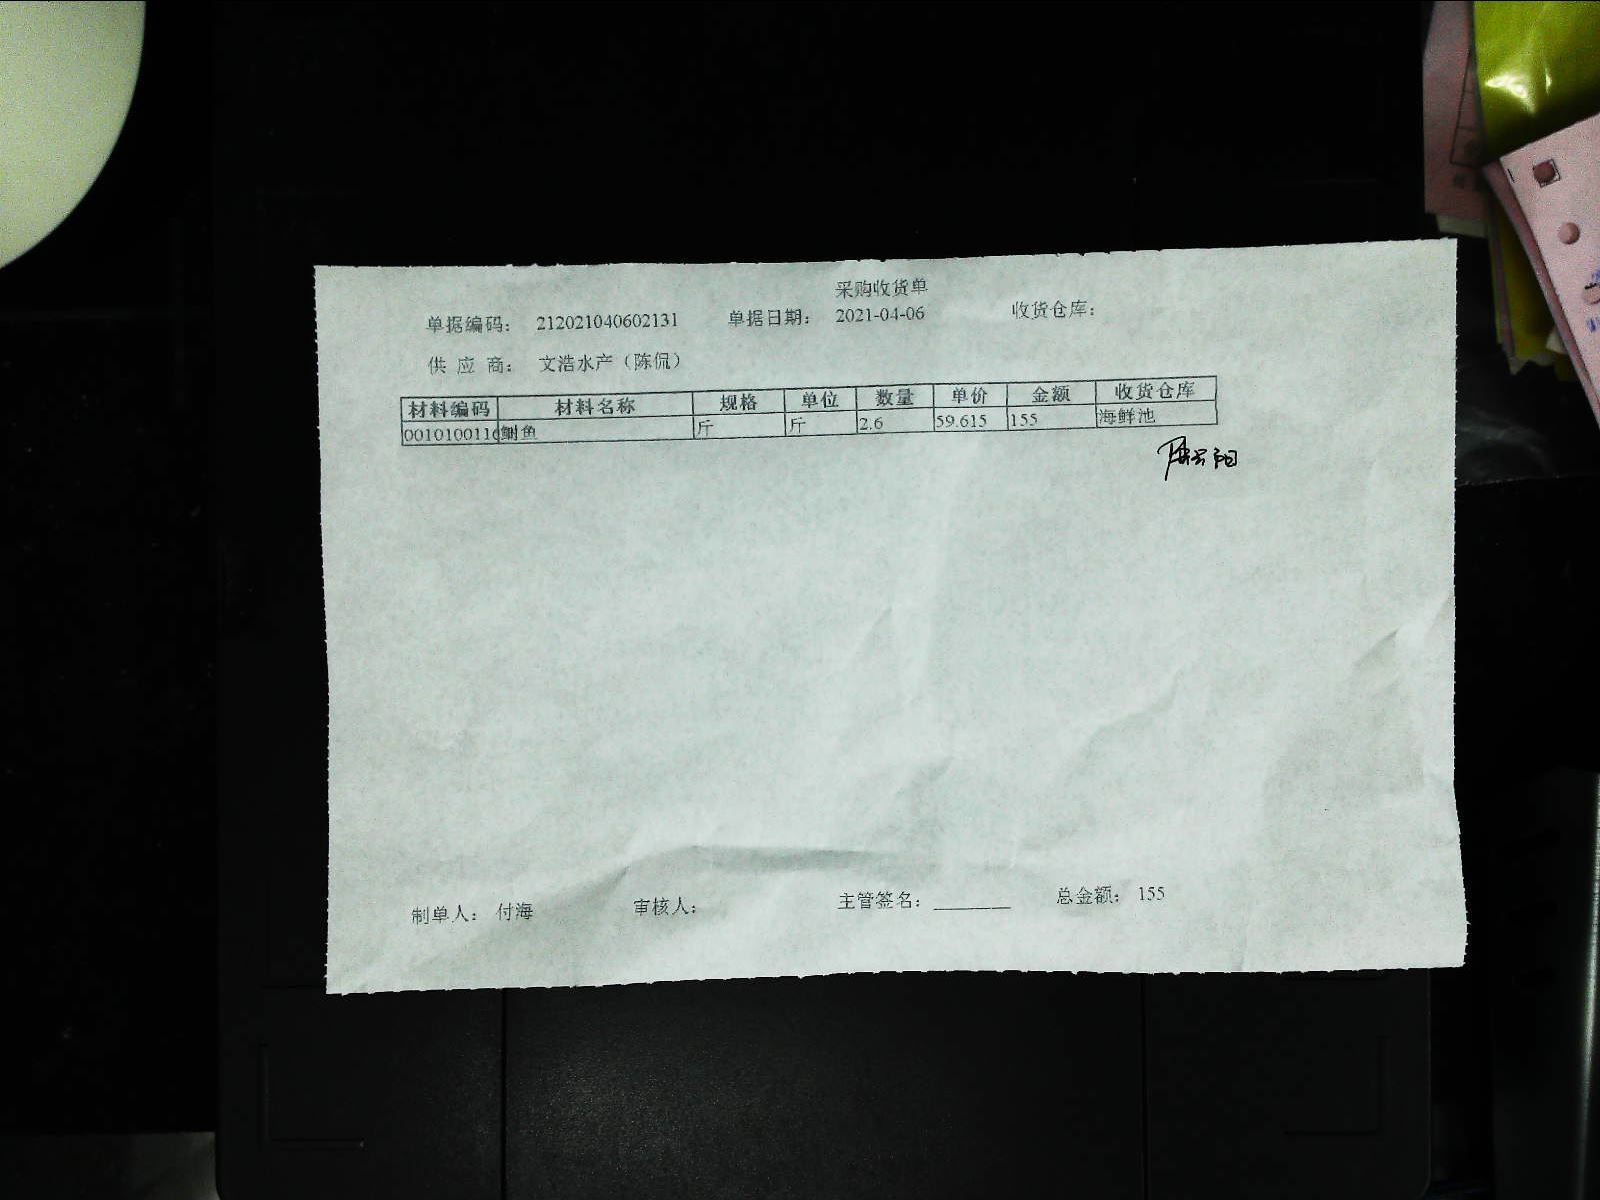 采购收货单
单据编码： 212021040602131 单据日期： 2021-04-06 收货仓库：
供 应 商： 文浩水产（陈侃）
材料编码 材料名称 规格 单位 数量 单价 金额 收货仓库
0010100116 鲥鱼 斤 斤 2.6 59.615 155 海鲜池
制单人： 付海 审核人： 主管签名：________ 总金额： 155